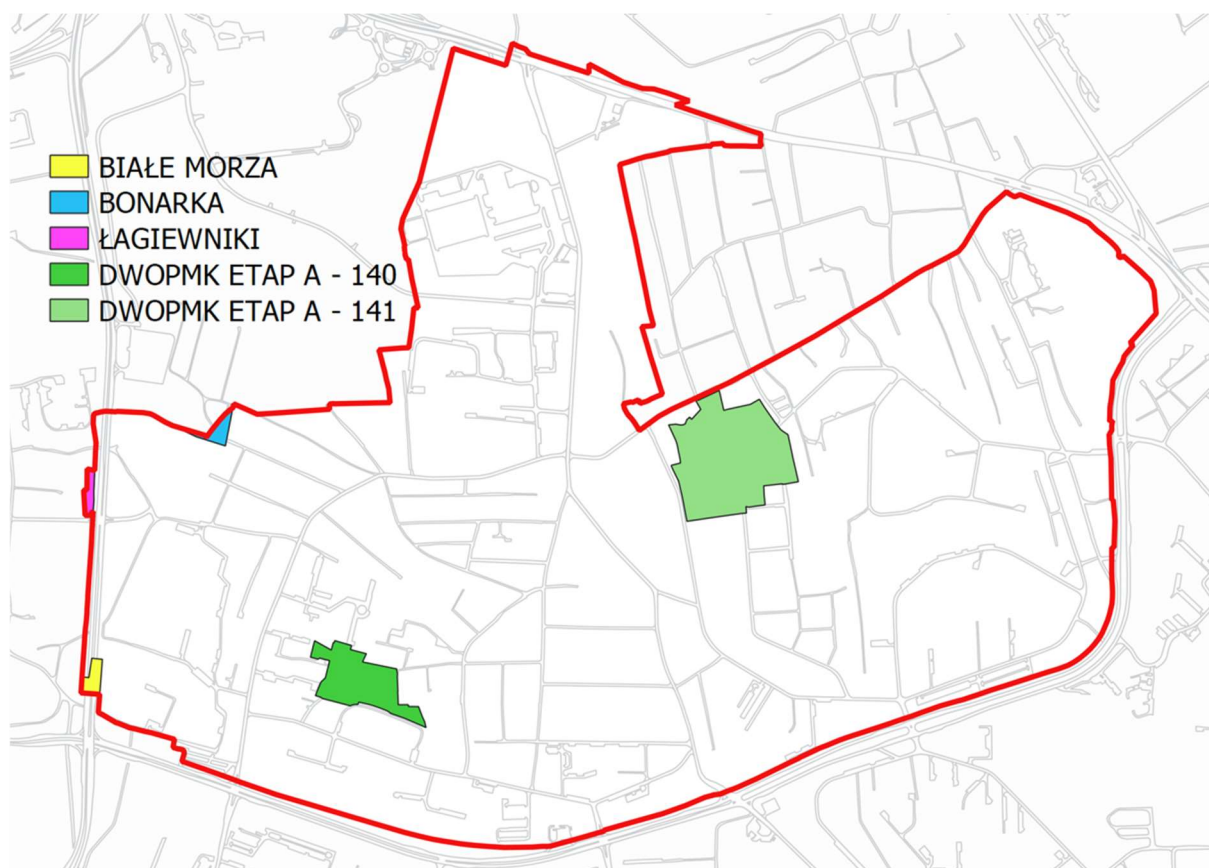 BIAŁE MORZA
BONARKA
ŁAGIEWNIKI
DWOPMK ETAP A - 140
DWOPMK ETAP A - 141